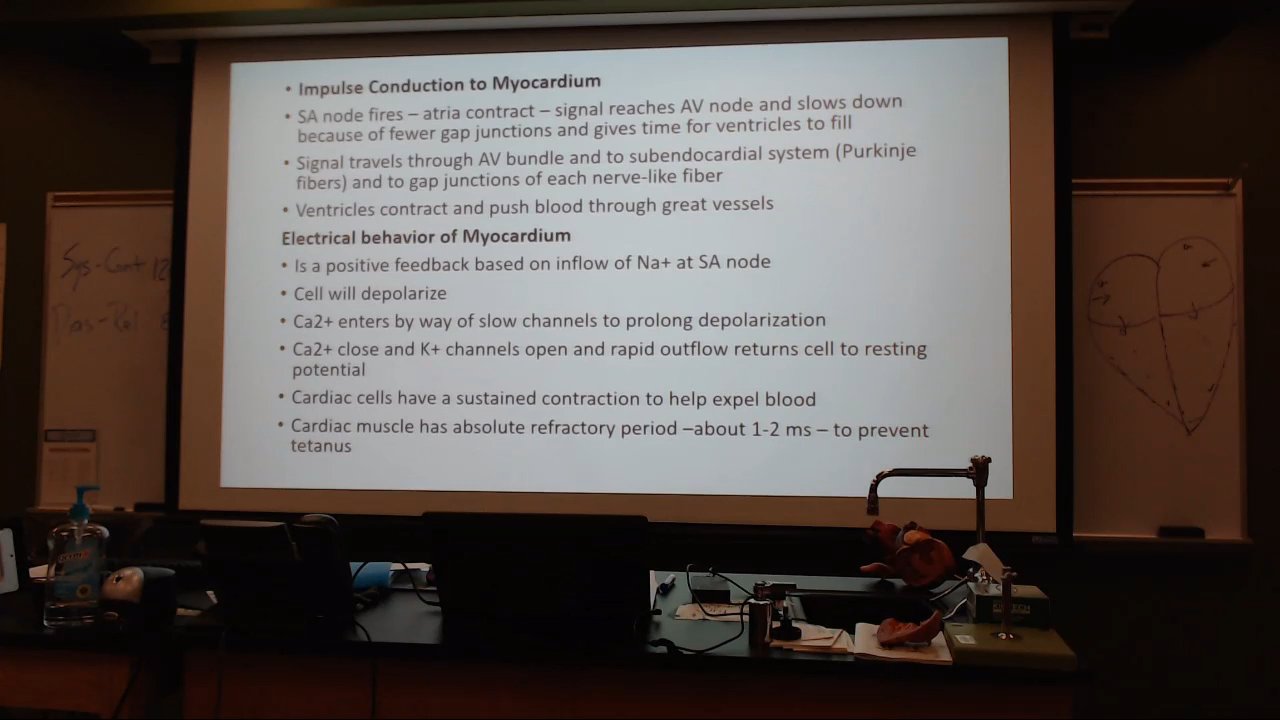 • Impulse Conduction to Myocardium
• SA node fires – atria contract – signal reaches AV node and slows down
because of fewer gap junctions and gives time for ventricles to fill
• Signal travels through AV bundle and to subendocardial system (Purkinje
fibers) and to gap junctions of each nerve-like fiber
• Ventricles contract and push blood through great vessels
Electrical behavior of Myocardium
• Is a positive feedback based on inflow of Na+ at SA node
• Cell will depolarize
• Ca2+ enters by way of slow channels to prolong depolarization
• Ca2+ close and K+ channels open and rapid outflow returns cell to resting
potential
• Cardiac cells have a sustained contraction to help expel blood
• Cardiac muscle has absolute refractory period –about 1-2 ms – to prevent
tetanus
Sys-Cont 12